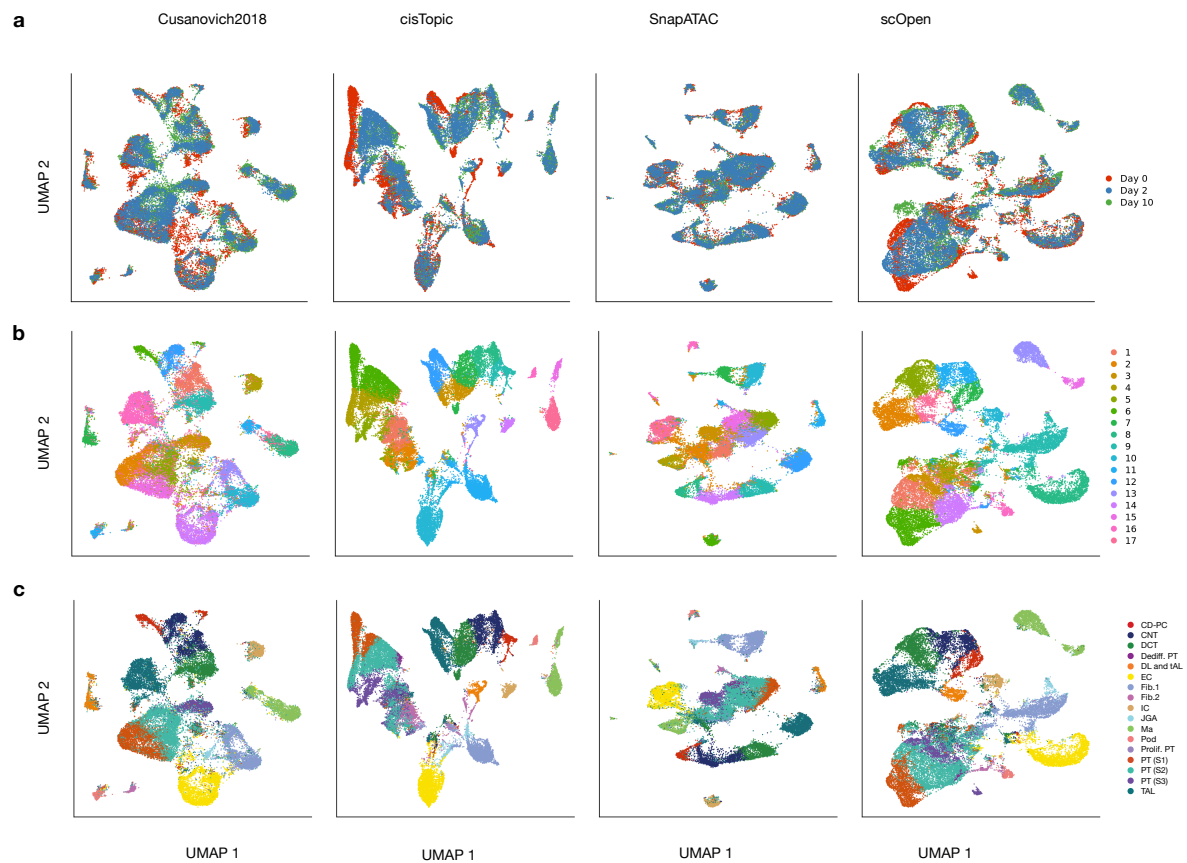 a
Cusanovich2018 cisTopic SnapATAC scOpen
UMAP 2
Day 0
Day 2
Day 10
b
UMAP 2
1
2
3
4
5
6
7
8
9
10
11
12
13
14
15
16
17
c
UMAP 2
CD-PC
CNT
DCT
Dediff. PT
DL and tAL
EC
Fib.1
Fib.2
IC
JGA
Ma
Pod
Prolif. PT
PT (S1)
PT (S2)
PT (S3)
TAL
UMAP 1 UMAP 1 UMAP 1 UMAP 1